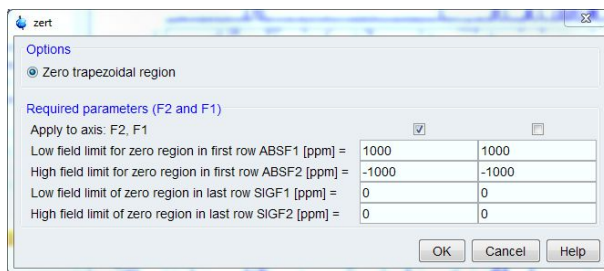 zert
Options
Zero trapezoidal region
Required parameters (F2 and F1)
Apply to axis: F2, F1
Low field limit for zero region in first row ABSF1 [ppm] = 1000 1000
High field limit for zero region in first row ABSF2 [ppm] = -1000 -1000
Low field limit of zero region in last row SIGF1 [ppm] = 0 0
High field limit of zero region in last row SIGF2 [ppm] = 0 0
OK Cancel Help